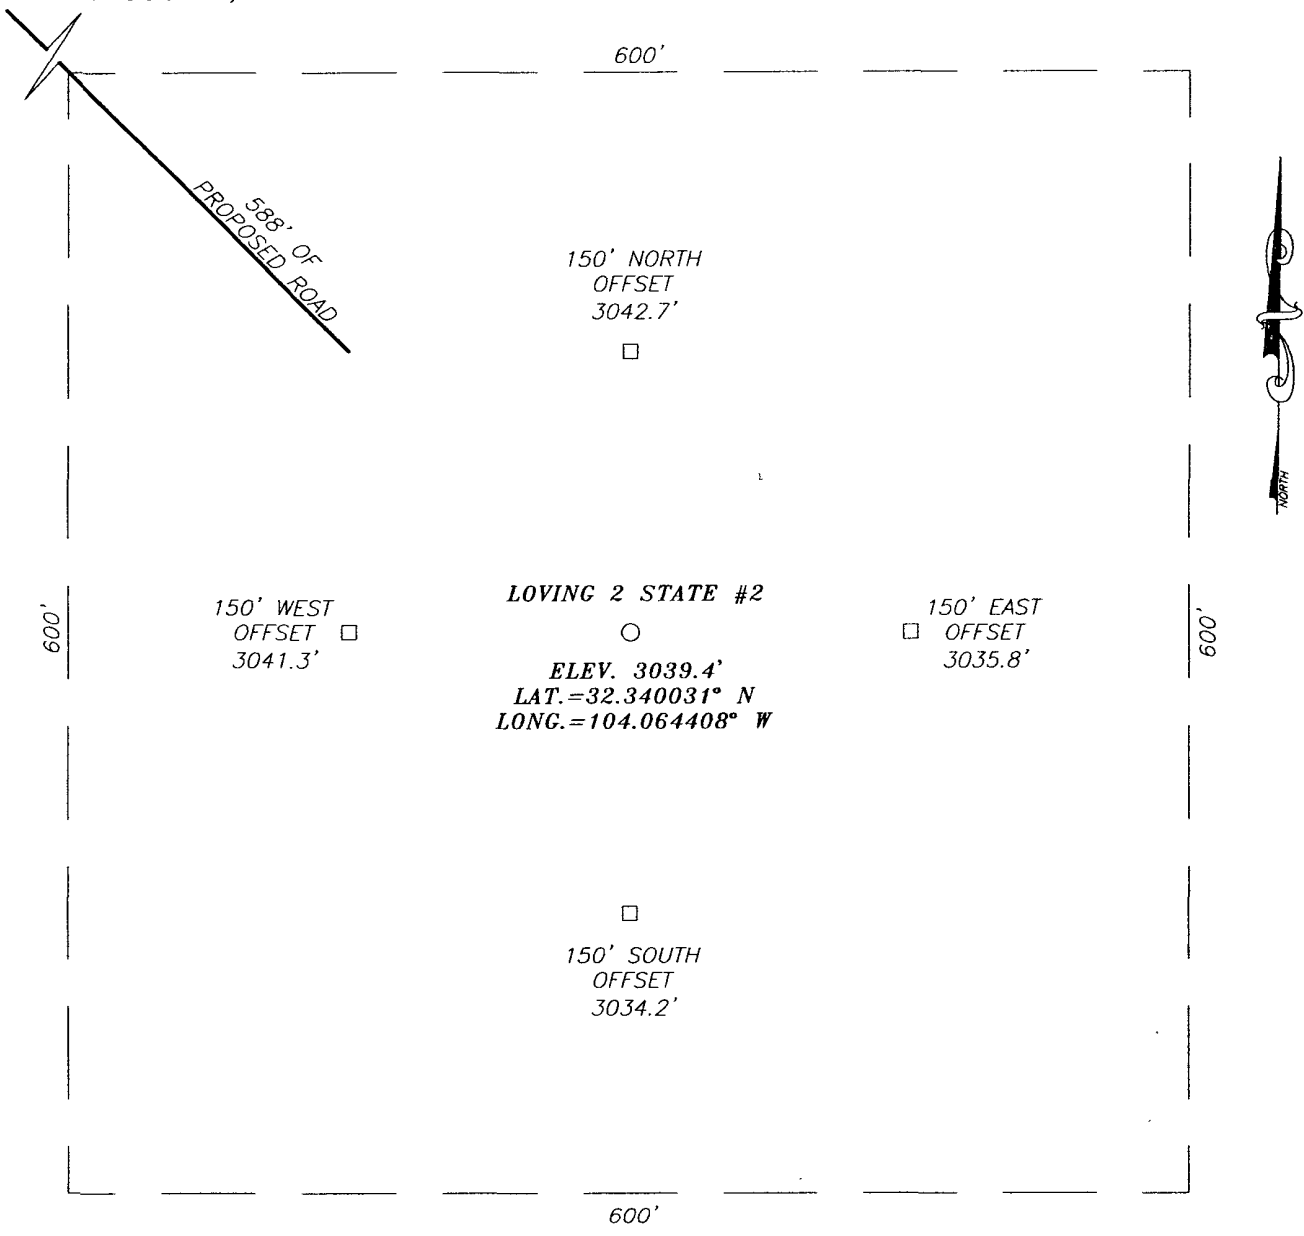 600'
588' OF
PROPOSED ROAD
150' NORTH
OFFSET
3042.7'
NORTH
600'
150' WEST
OFFSET
3041.3'
LOVING 2 STATE #2
ELEV. 3039.4'
LAT.=32.340031° N
LONG.=104.064408° W
150' EAST
OFFSET
3035.8'
600'
150' SOUTH
OFFSET
3034.2'
600'